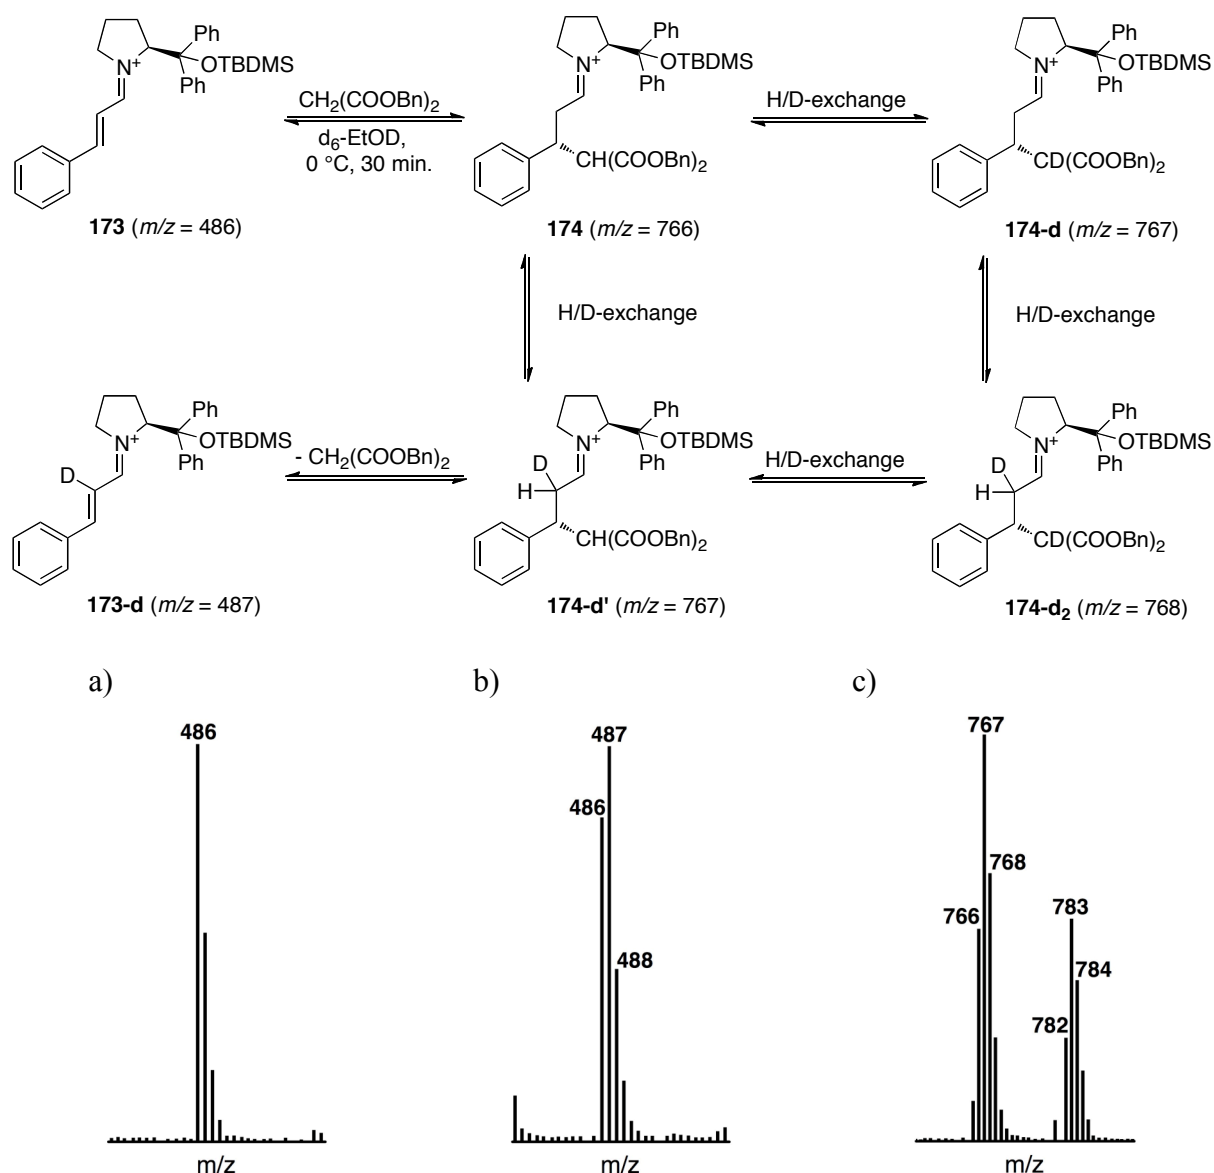 Ph
N+
OTBDMS
Ph
173 (m/z = 486)
CH2(COOBn)2
d6-EtOD,
0 °C, 30 min.
Ph
N+
OTBDMS
Ph
CH(COOBn)2
174 (m/z = 766)
H/D-exchange
Ph
N+
OTBDMS
Ph
CD(COOBn)2
174-d (m/z = 767)
H/D-exchange
H/D-exchange
Ph
N+
OTBDMS
Ph
D
173-d (m/z = 487)
- CH2(COOBn)2
Ph
N+
OTBDMS
Ph
D
H
CH(COOBn)2
174-d' (m/z = 767)
H/D-exchange
Ph
N+
OTBDMS
Ph
D
H
CD(COOBn)2
174-d2 (m/z = 768)
a)
b)
c)
486
m/z
487
486
488
m/z
767
768
766
783
784
782
m/z